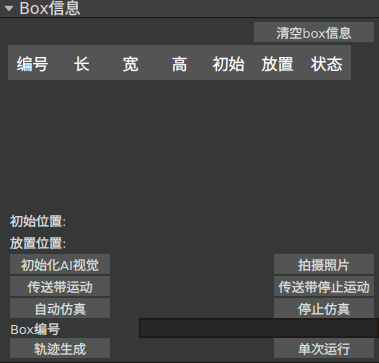 Box信息
清空box信息
编号 长 宽 高 初始 放置 状态
初始位置:
放置位置:
初始化AI视觉 拍摄照片
传送带运动 传送带停止运动
自动仿真 停止仿真
Box编号
轨迹生成 单次运行